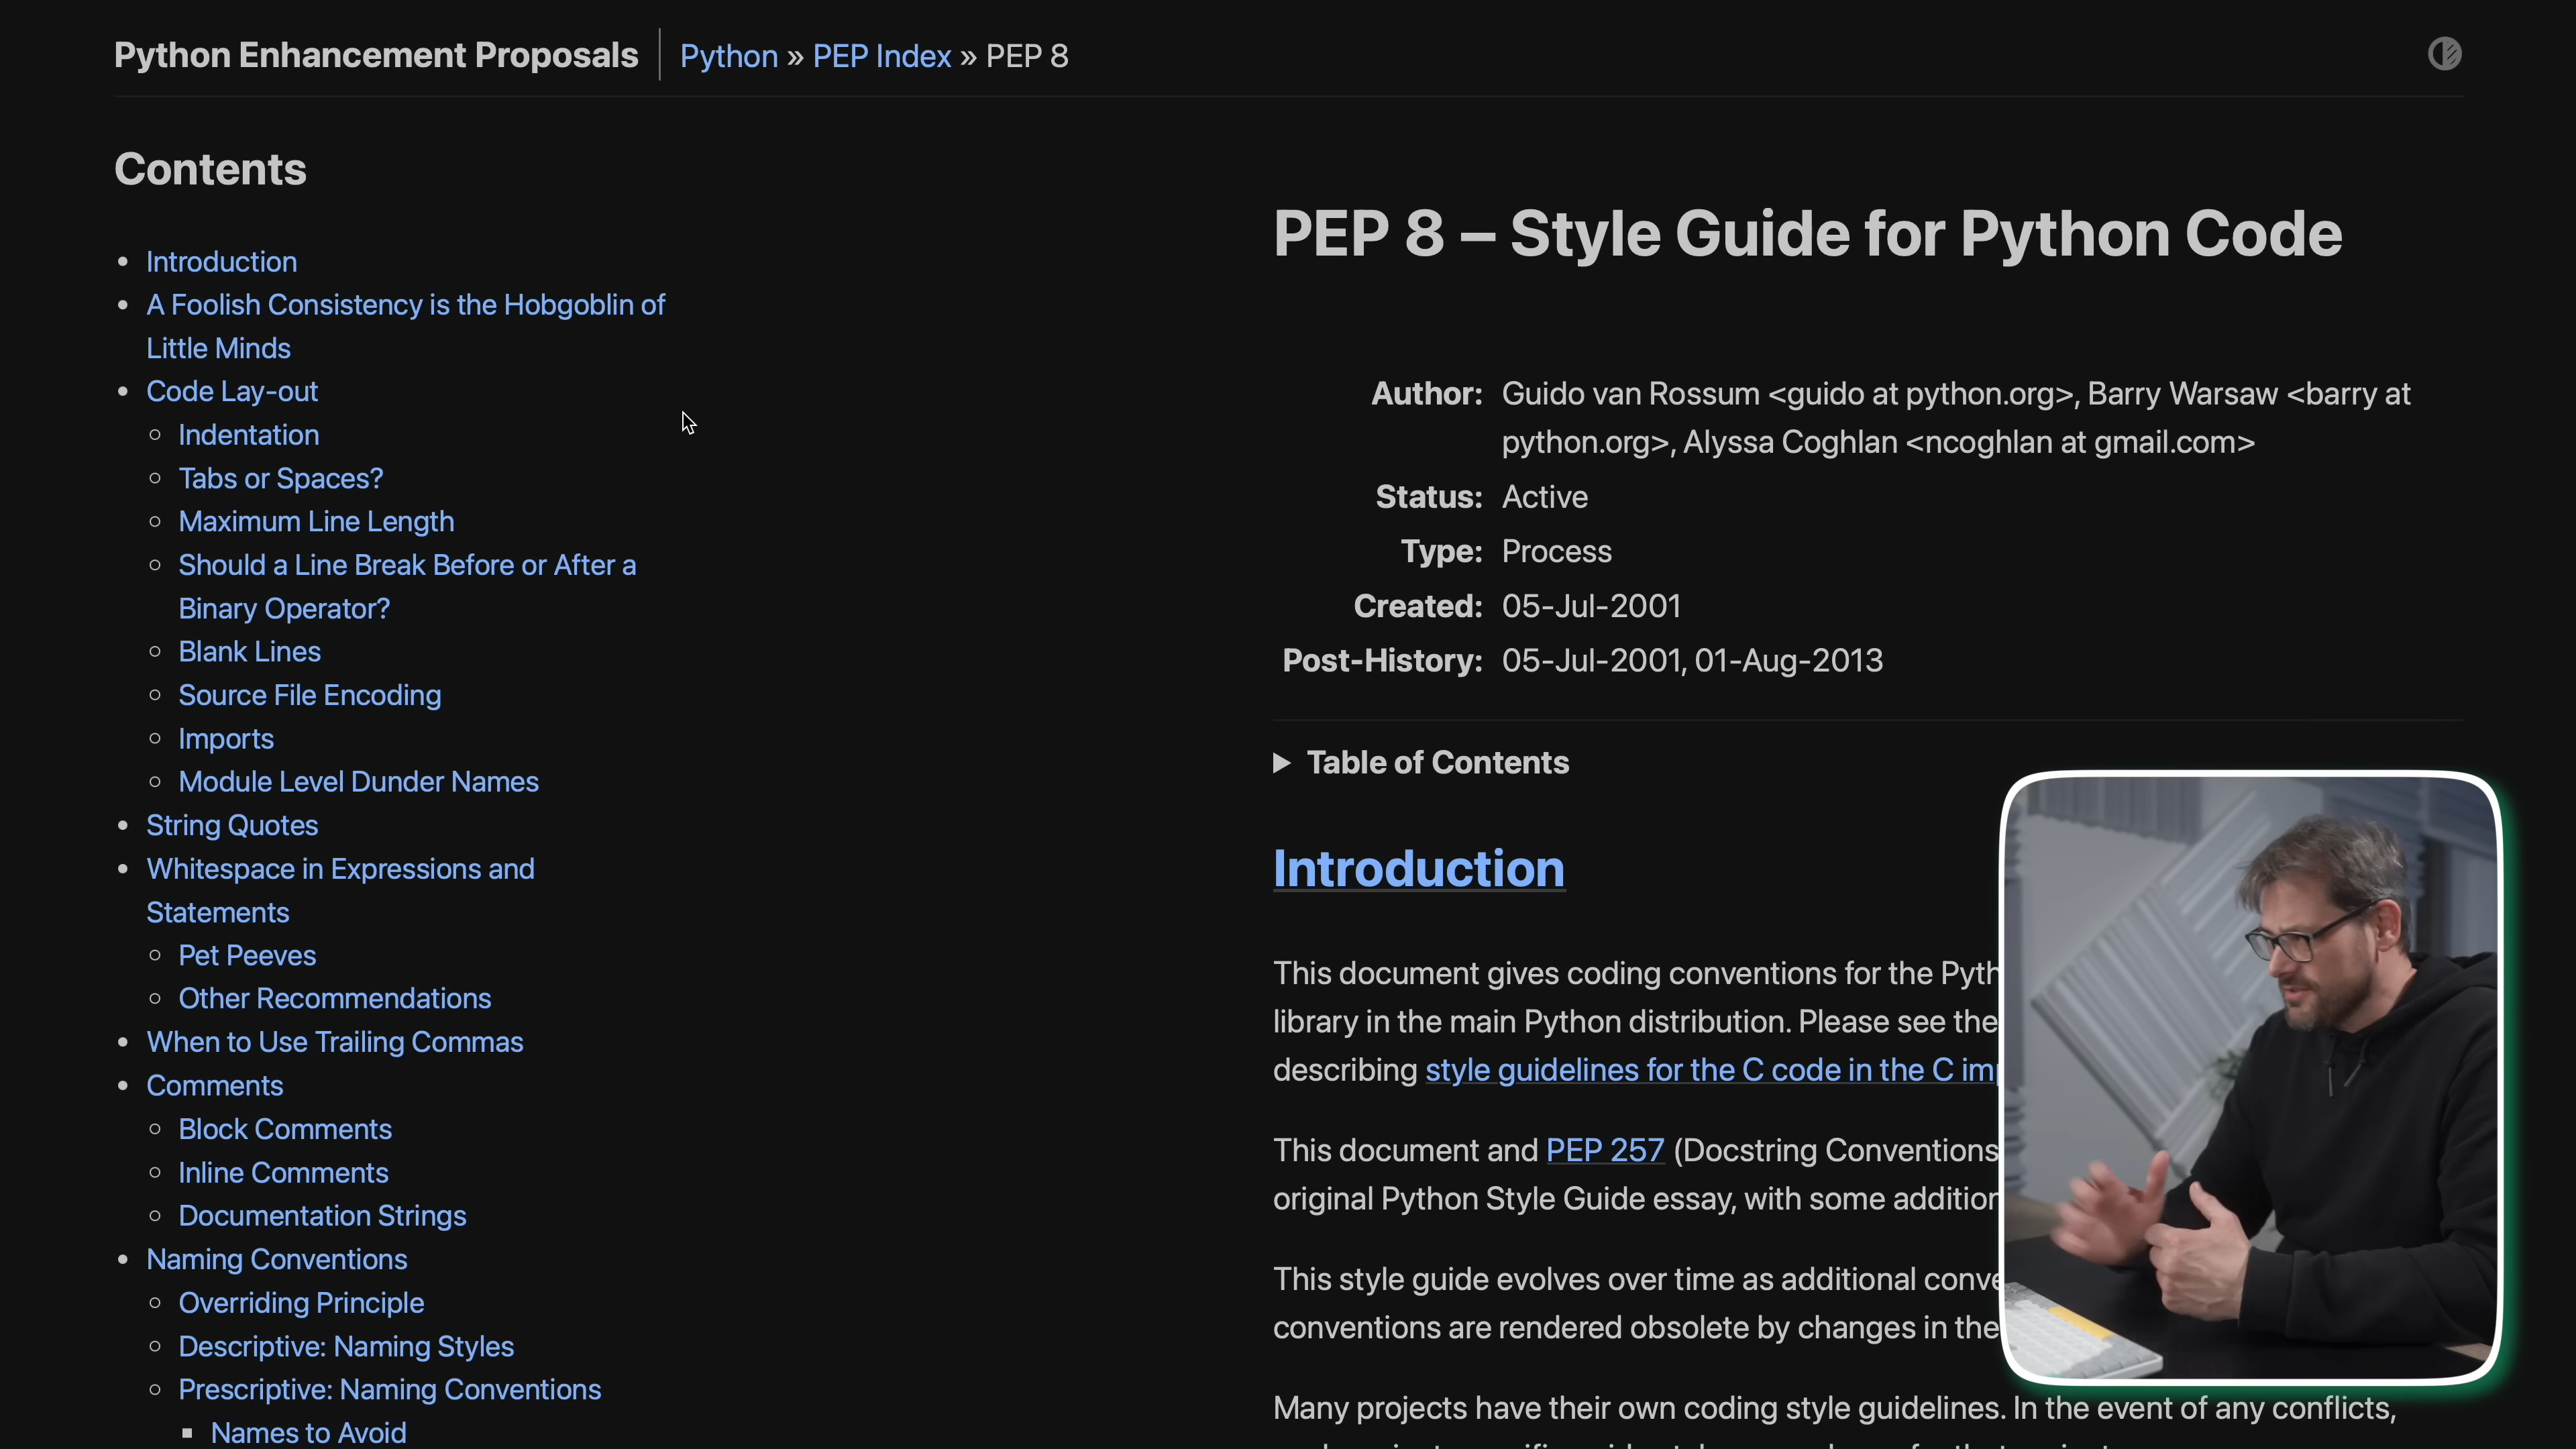 Python Enhancement Proposals
Python » PEP Index » PEP 8
Contents
Introduction
A Foolish Consistency is the Hobgoblin of
Little Minds
Code Lay-out
Indentation
Tabs or Spaces?
Maximum Line Length
Should a Line Break Before or After a
Binary Operator?
Blank Lines
Source File Encoding
Imports
Module Level Dunder Names
String Quotes
Whitespace in Expressions and
Statements
Pet Peeves
Other Recommendations
When to Use Trailing Commas
Comments
Block Comments
Inline Comments
Documentation Strings
Naming Conventions
Overriding Principle
Descriptive: Naming Styles
Prescriptive: Naming Conventions
Names to Avoid
PEP 8 – Style Guide for Python Code
Author: Guido van Rossum <guido at python.org>, Barry Warsaw <barry at
python.org>, Alyssa Coghlan <ncoghlan at gmail.com>
Status: Active
Type: Process
Created: 05-Jul-2001
Post-History: 05-Jul-2001, 01-Aug-2013
Table of Contents
Introduction
This document gives coding conventions for the Pyth
library in the main Python distribution. Please see the
describing style guidelines for the C code in the C imp
This document and PEP 257 (Docstring Conventions
original Python Style Guide essay, with some addition
This style guide evolves over time as additional conve
conventions are rendered obsolete by changes in the
Many projects have their own coding style guidelines. In the event of any conflicts,